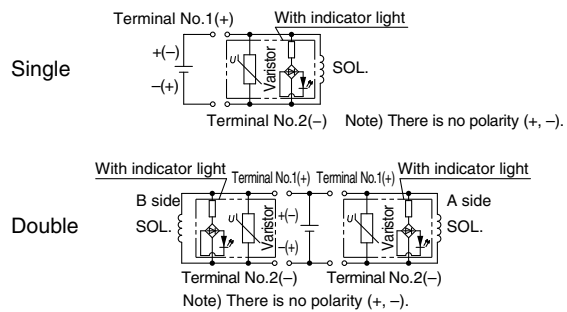 Terminal No.1(+)
With indicator light
+(−)
−(+)
Single
U
Varistor
SOL.
Terminal No.2(−)
Note) There is no polarity (+, −).
With indicator light
Terminal No.1(+)
Terminal No.1(+)
With indicator light
B side
SOL.
U
Varistor
+(−)
−(+)
U
Varistor
A side
SOL.
Double
Terminal No.2(−)
Terminal No.2(−)
Note) There is no polarity (+, −).